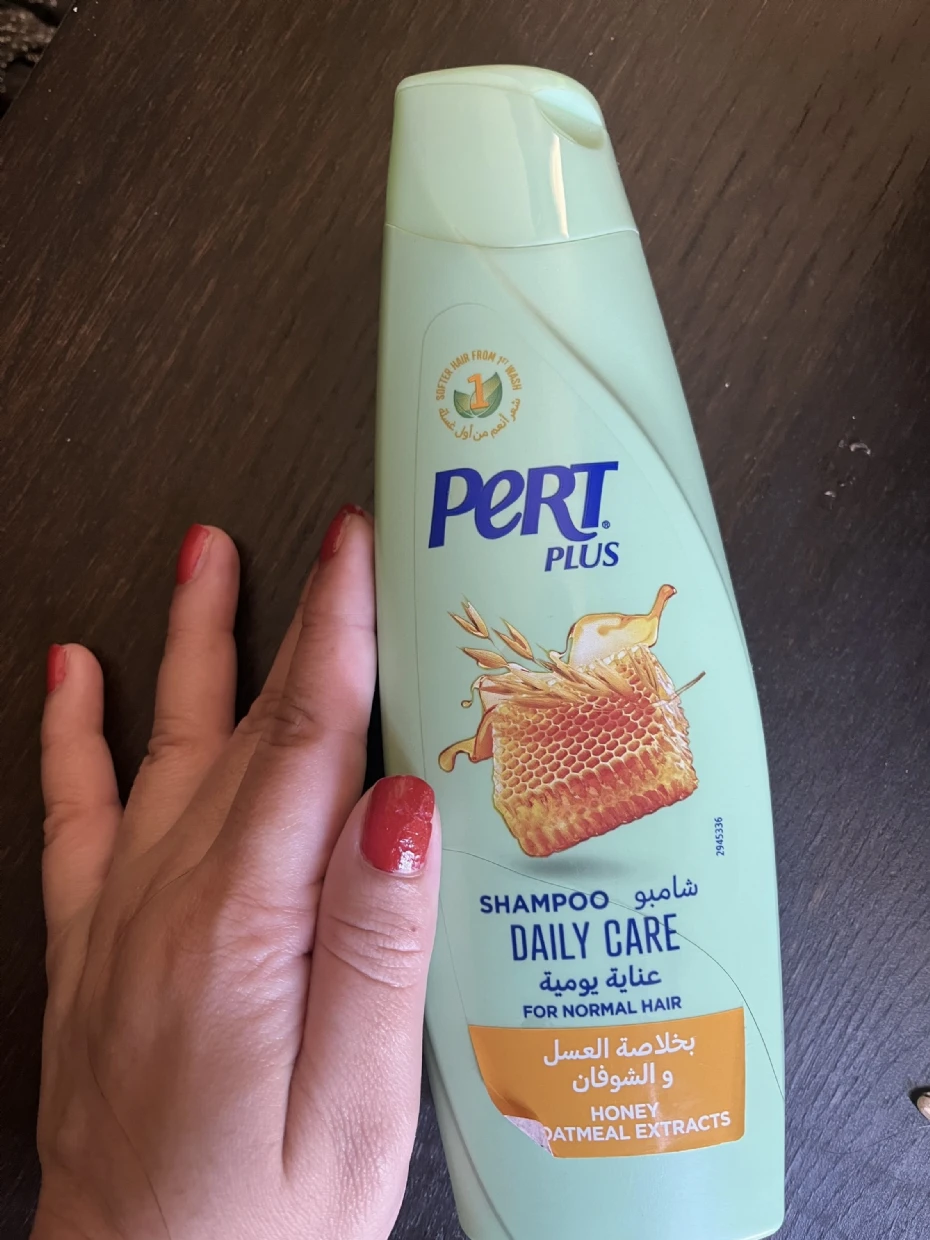 SOFTER HAIR FROM 1ST WASH
1
شعر أنعم من أول غسلة
PERT®
PLUS
2945336
SHAMPOO شامبو
DAILY CARE
عناية يومية
FOR NORMAL HAIR
بخلاصة العسل
و الشوفان
HONEY
OATMEAL EXTRACTS